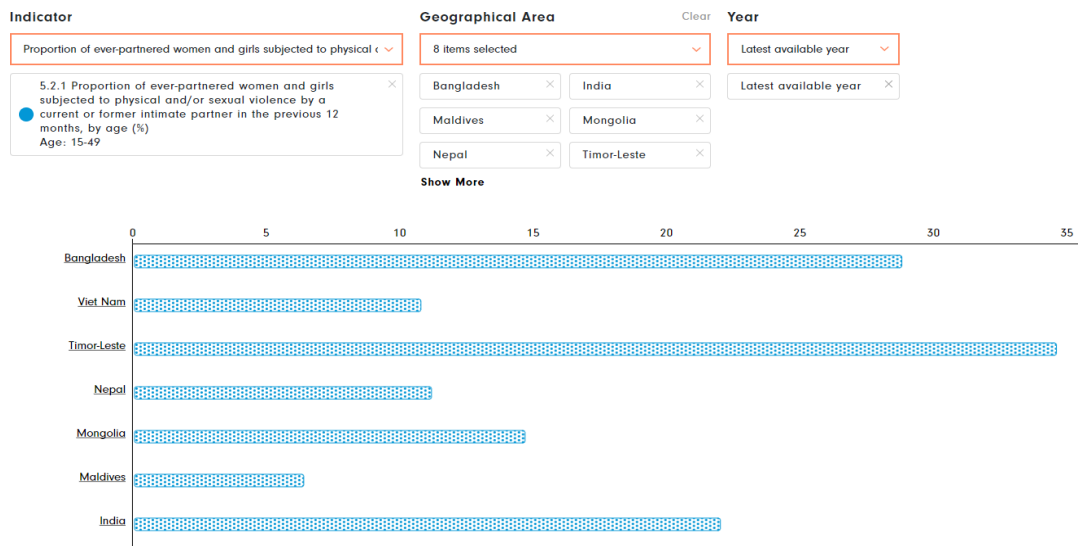 Indicator
Geographical Area
Clear
Year
Proportion of ever-partnered women and girls subjected to physical
8 items selected
Latest available year
5.2.1 Proportion of ever-partnered women and girls
subjected to physical and/or sexual violence by a
current or former intimate partner in the previous 12
months, by age (%)
Age: 15-49
Bangladesh
India
Latest available year
Maldives
Mongolia
Nepal
Timor-Leste
Show More
0 5 10 15 20 25 30 35
Bangladesh
Viet Nam
Timor-Leste
Nepal
Mongolia
Maldives
India